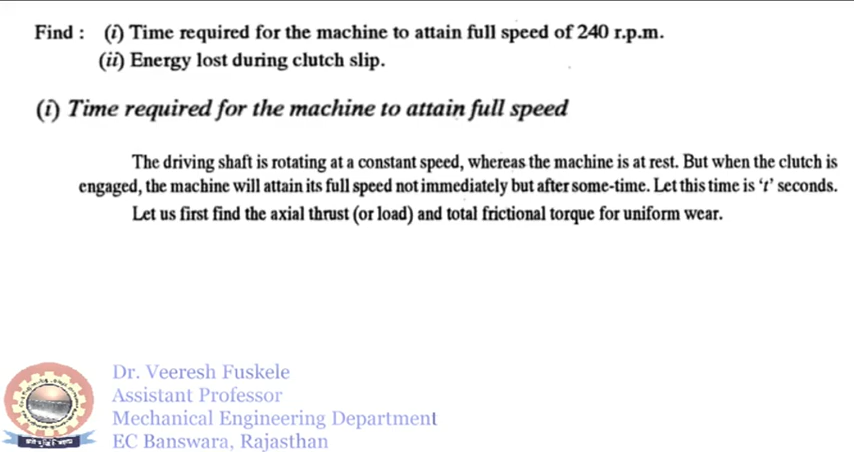 Find : (i) Time required for the machine to attain full speed of 240 r.p.m.
(ii) Energy lost during clutch slip.
(i) Time required for the machine to attain full speed
The driving shaft is rotating at a constant speed, whereas the machine is at rest. But when the clutch is
engaged, the machine will attain its full speed not immediately but after some-time. Let this time is ‘t’ seconds.
Let us first find the axial thrust (or load) and total frictional torque for uniform wear.
Dr. Veeresh Fuskele
Assistant Professor
Mechanical Engineering Department
EC Banswara, Rajasthan